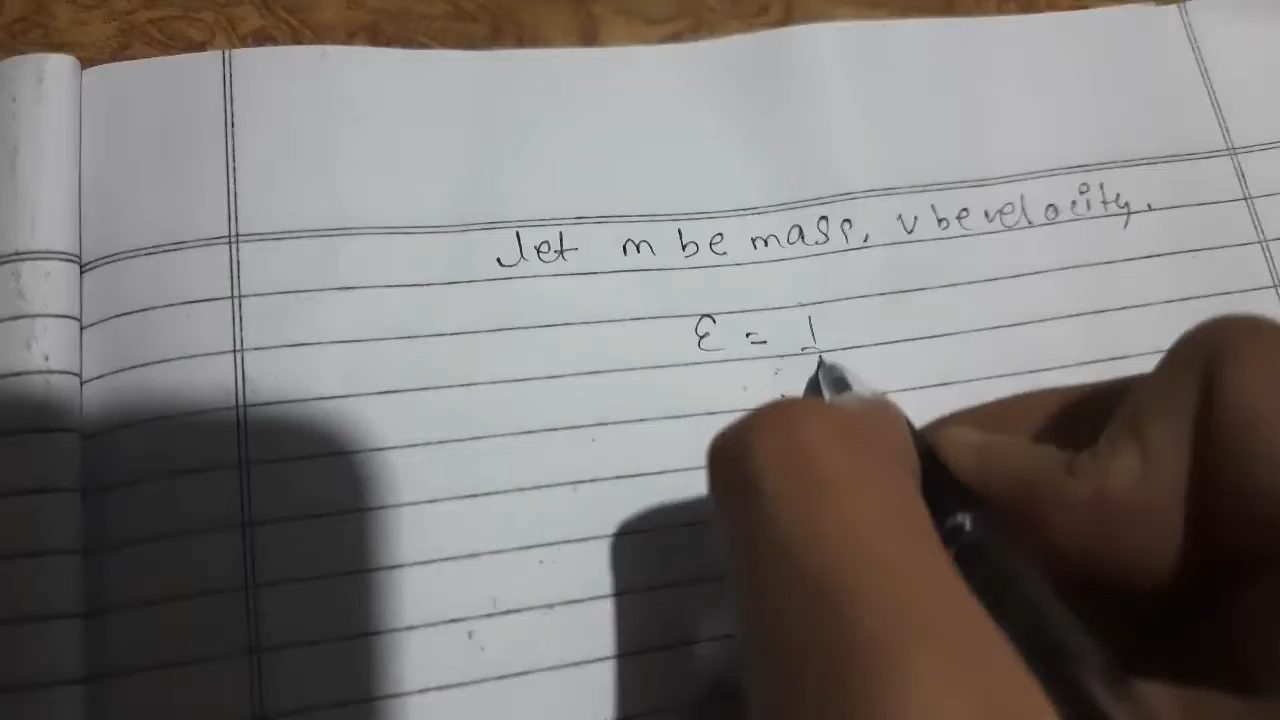 let m be mass, v be velocity.
ε = 1